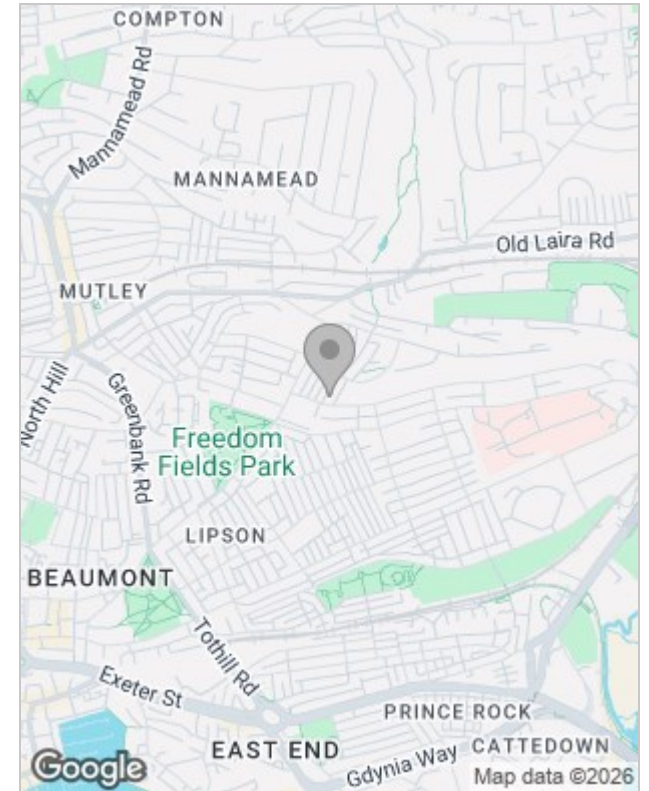 COMPTON
Mannamead Rd
MANNAMEAD
Old Laira Rd
MUTLEY
North Hill
Greenbank Rd
Freedom
Fields Park
LIPSON
BEAUMONT
Tothill Rd
Exeter St
PRINCE ROCK
EAST END
Gdynia Way
CATTEDOWN
Google
Map data ©2026